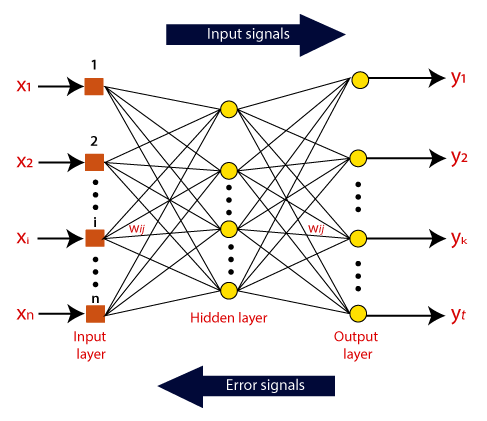 Input signals
1
x1
y1
2
x2
y2
i
wij
wij
xi
yk
n
xn
yt
Hidden layer
Input
layer
Output
layer
Error signals